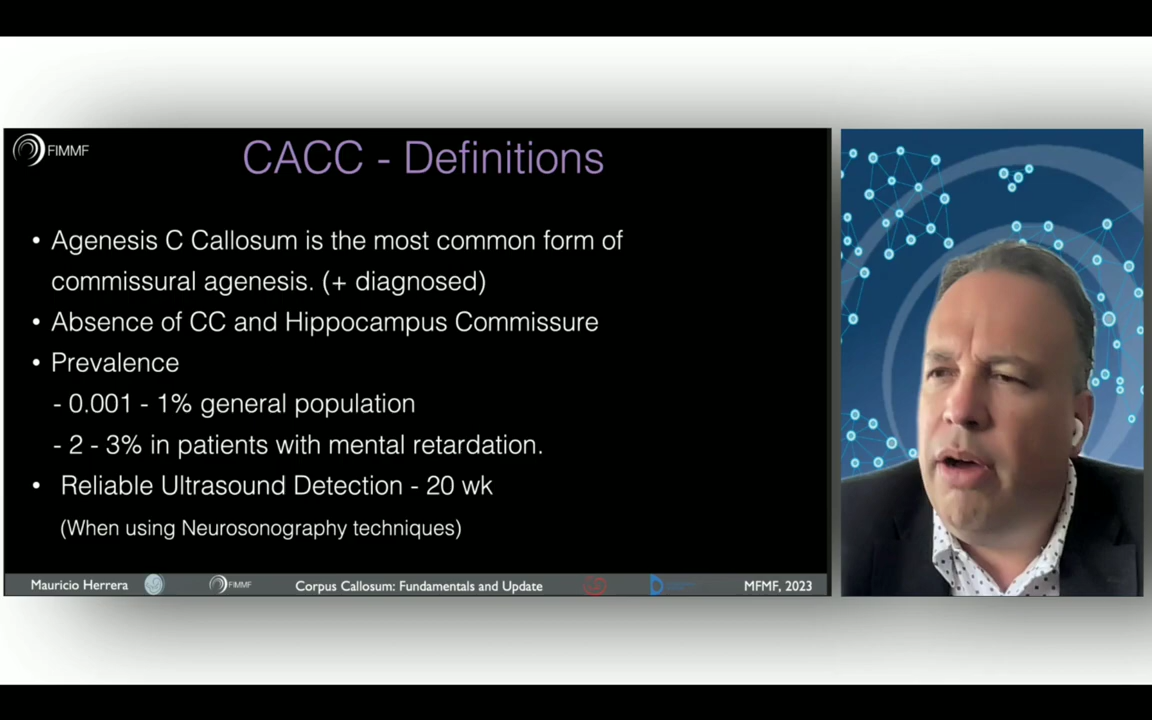 FIMMF
CACC - Definitions
• Agenesis C Callosum is the most common form of
commissural agenesis. (+ diagnosed)
• Absence of CC and Hippocampus Commissure
• Prevalence
- 0.001 - 1% general population
- 2 - 3% in patients with mental retardation.
• Reliable Ultrasound Detection - 20 wk
(When using Neurosonography techniques)
Mauricio Herrera FIMMF Corpus Callosum: Fundamentals and Update MFMF, 2023